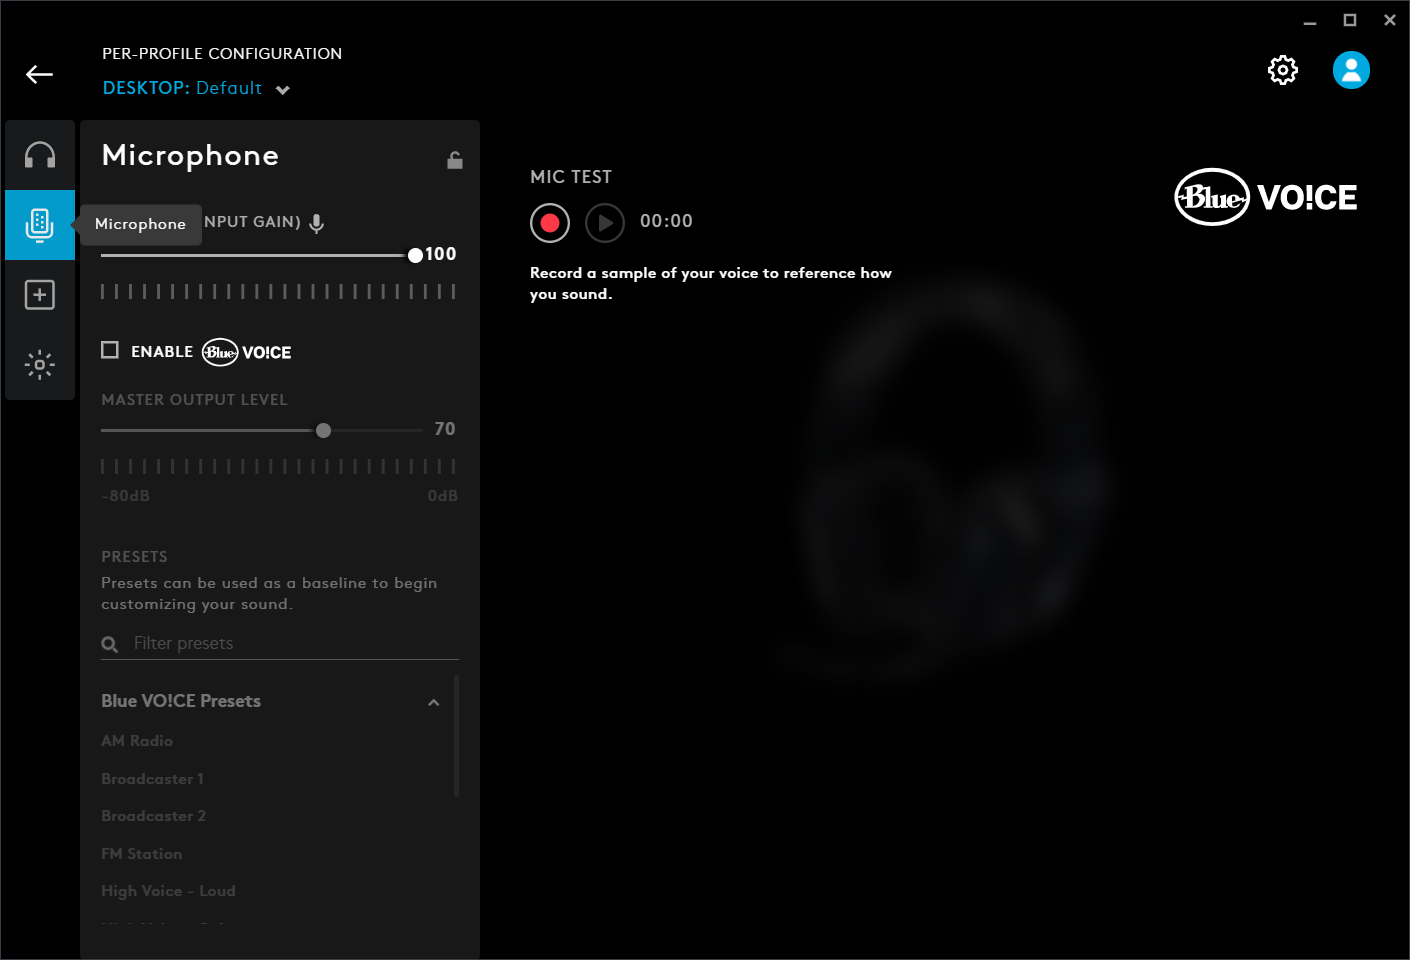 PER-PROFILE CONFIGURATION
DESKTOP: Default
Microphone
Microphone
NPUT GAIN)
100
ENABLE Blue VO!CE
MASTER OUTPUT LEVEL
70
-80dB 0dB
PRESETS
Presets can be used as a baseline to begin
customizing your sound.
Filter presets
Blue VO!CE Presets
AM Radio
Broadcaster 1
Broadcaster 2
FM Station
High Voice - Loud
MIC TEST
00:00
Record a sample of your voice to reference how
you sound.
Blue VO!CE